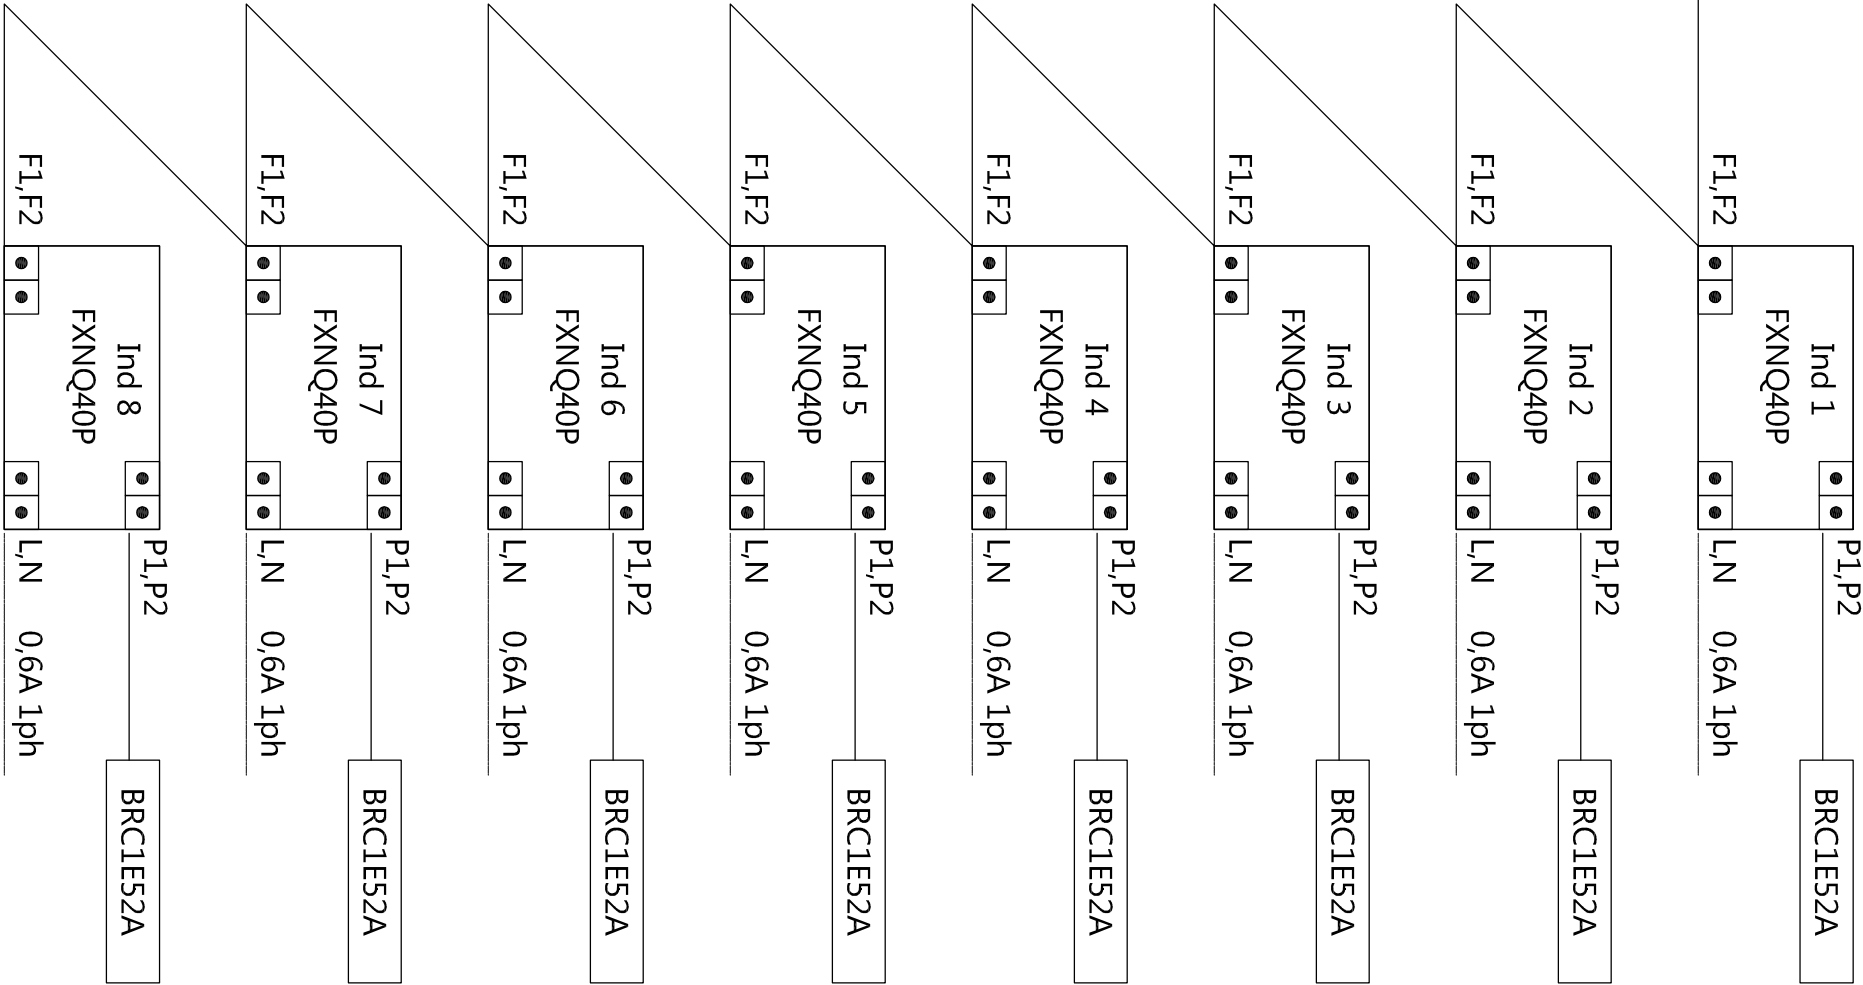 F1,F2
Ind 1
FXNQ40P
P1,P2
L,N 0,6A 1ph
BRC1E52A
F1,F2
Ind 2
FXNQ40P
P1,P2
L,N 0,6A 1ph
BRC1E52A
F1,F2
Ind 3
FXNQ40P
P1,P2
L,N 0,6A 1ph
BRC1E52A
F1,F2
Ind 4
FXNQ40P
P1,P2
L,N 0,6A 1ph
BRC1E52A
F1,F2
Ind 5
FXNQ40P
P1,P2
L,N 0,6A 1ph
BRC1E52A
F1,F2
Ind 6
FXNQ40P
P1,P2
L,N 0,6A 1ph
BRC1E52A
F1,F2
Ind 7
FXNQ40P
P1,P2
L,N 0,6A 1ph
BRC1E52A
F1,F2
Ind 8
FXNQ40P
P1,P2
L,N 0,6A 1ph
BRC1E52A